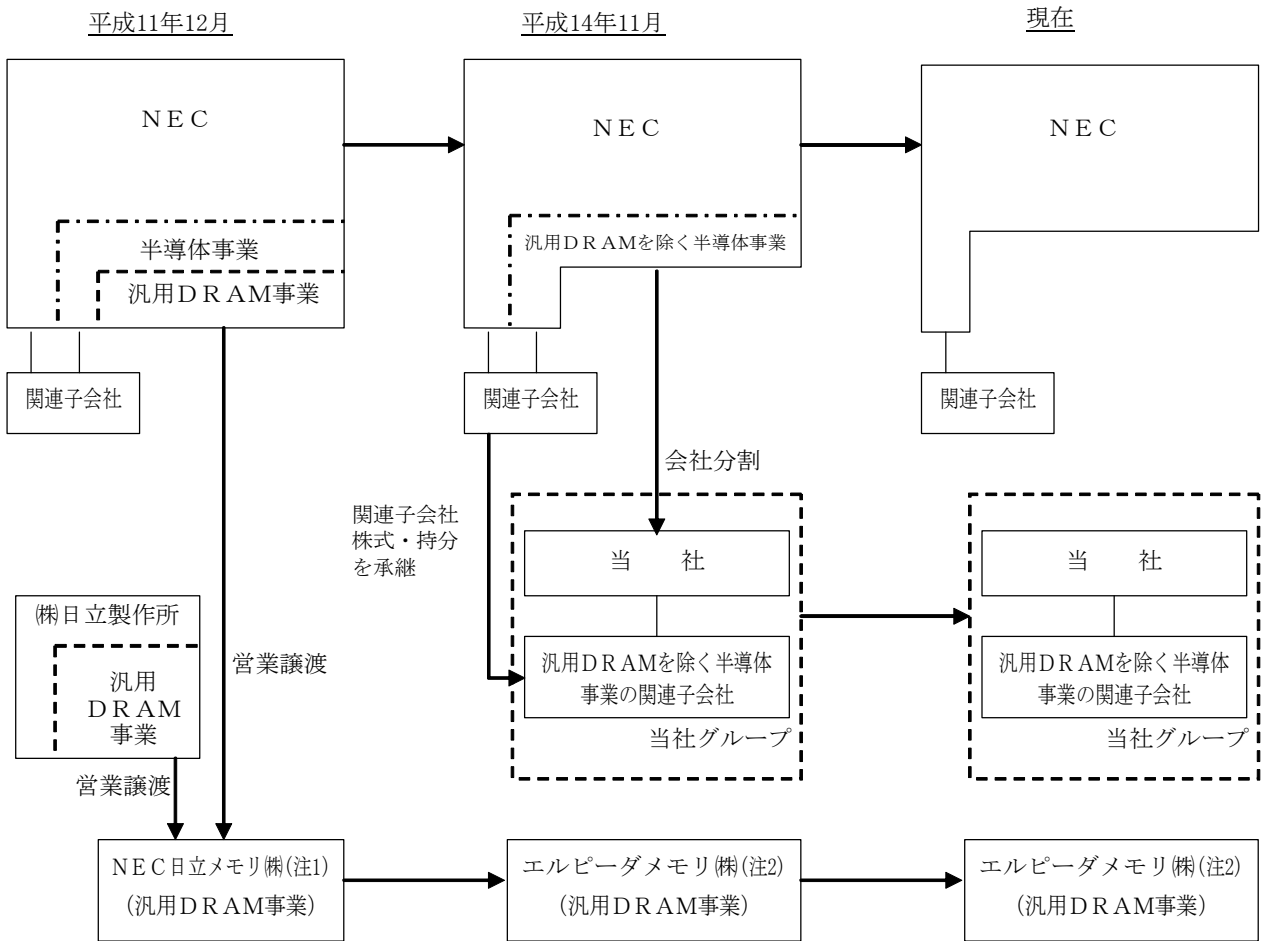 平成11年12月
平成14年11月
現在
NEC
NEC
NEC
半導体事業
汎用DRAM事業
汎用DRAMを除く半導体事業
関連子会社
関連子会社
関連子会社
会社分割
関連子会社
株式・持分
を承継
当 社
汎用DRAMを除く半導体
事業の関連子会社
当社グループ
当 社
汎用DRAMを除く半導体
事業の関連子会社
当社グループ
㈱日立製作所
汎用
DRAM
事業
営業譲渡
営業譲渡
NEC日立メモリ㈱(注1)
(汎用DRAM事業)
エルピーダメモリ㈱(注2)
(汎用DRAM事業)
エルピーダメモリ㈱(注2)
(汎用DRAM事業)